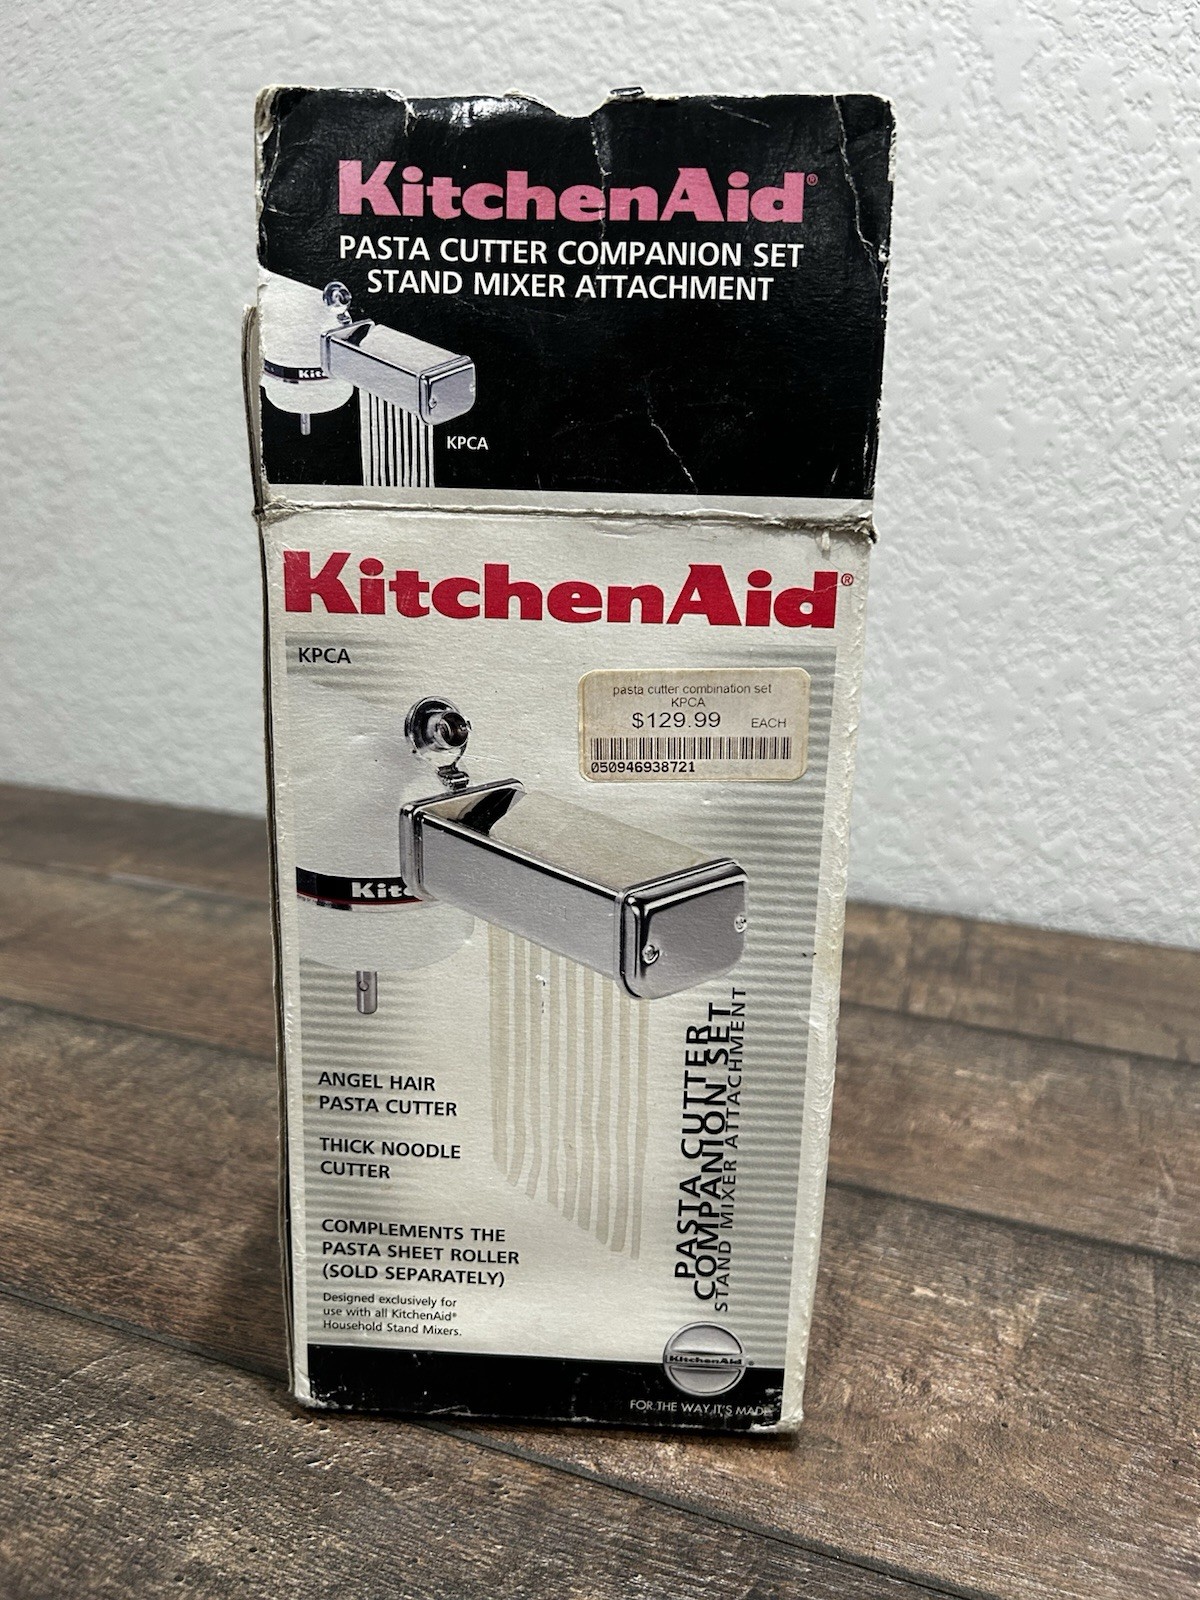 KitchenAid®
PASTA CUTTER COMPANION SET
STAND MIXER ATTACHMENT
Kit
KPCA
KitchenAid®
KPCA
pasta cutter combination set
KPCA
$129.99 EACH
050946938721
Kit
ANGEL HAIR
PASTA CUTTER
THICK NOODLE
CUTTER
COMPLEMENTS THE
PASTA SHEET ROLLER
(SOLD SEPARATELY)
Designed exclusively for
use with all KitchenAid®
Household Stand Mixers.
PASTA CUTTER
COMPANION SET
STAND MIXER ATTACHMENT
KitchenAid®
FOR THE WAY IT'S MADE